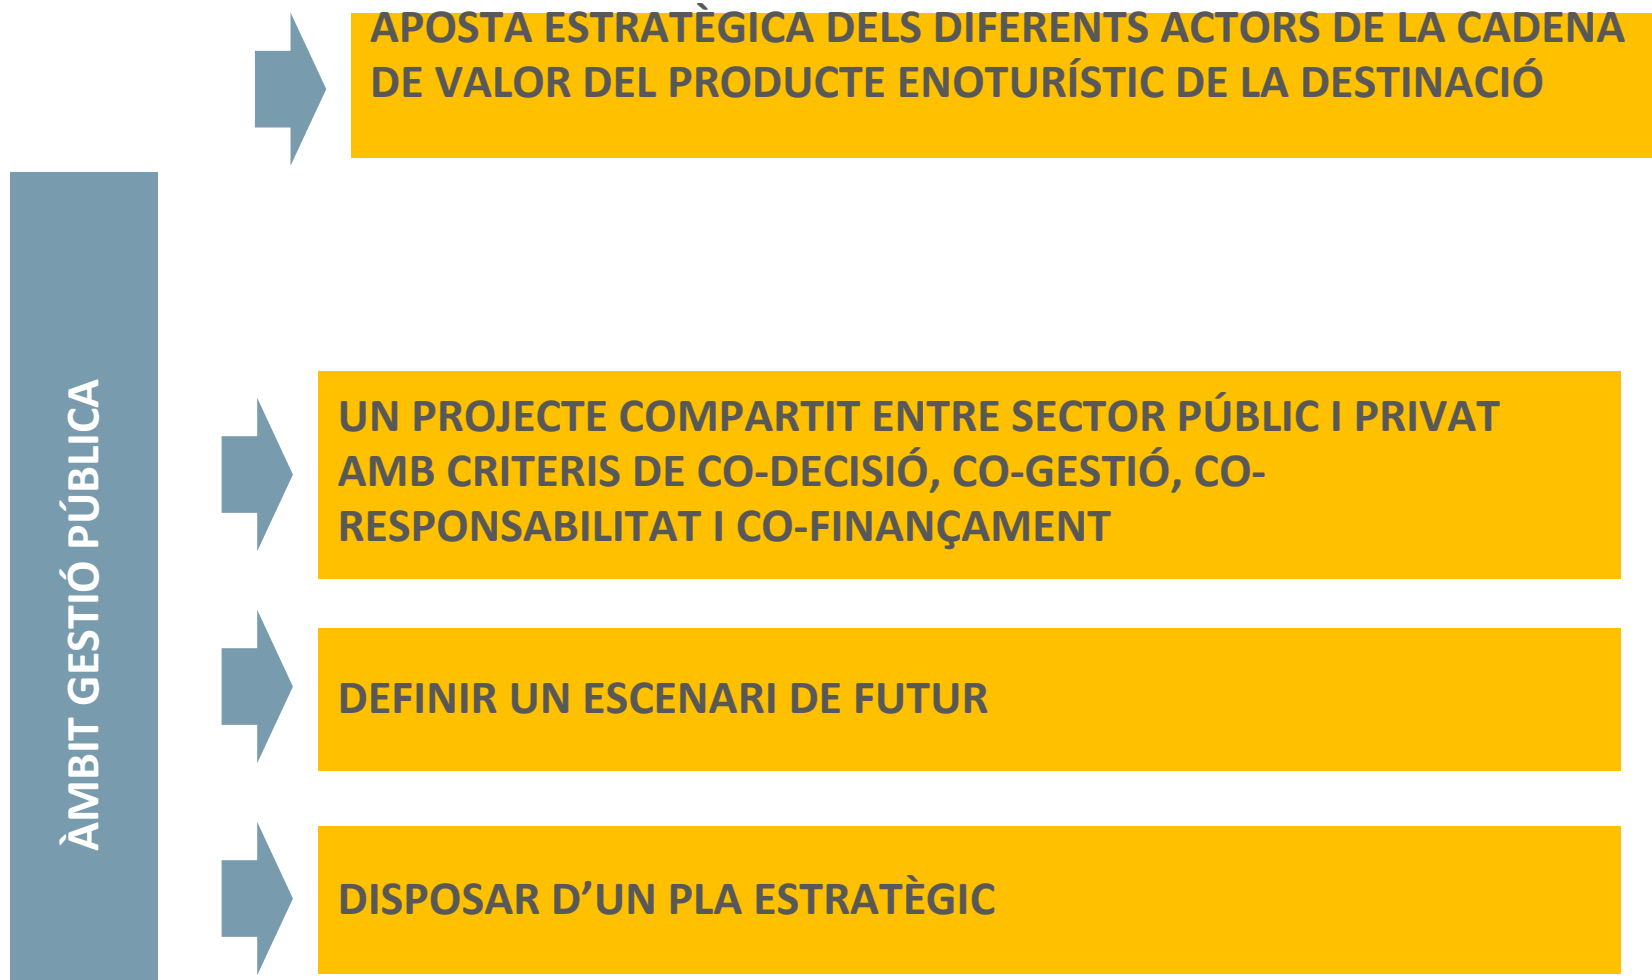 APOSTA ESTRATÈGICA DELS DIFERENTS ACTORS DE LA CADENA
DE VALOR DEL PRODUCTE ENOTURÍSTIC DE LA DESTINACIÓ
ÀMBIT GESTIÓ PÚBLICA
UN PROJECTE COMPARTIT ENTRE SECTOR PÚBLIC I PRIVAT
AMB CRITERIS DE CO-DECISIÓ, CO-GESTIÓ, CO-
RESPONSABILITAT I CO-FINANÇAMENT
DEFINIR UN ESCENARI DE FUTUR
DISPOSAR D’UN PLA ESTRATÈGIC